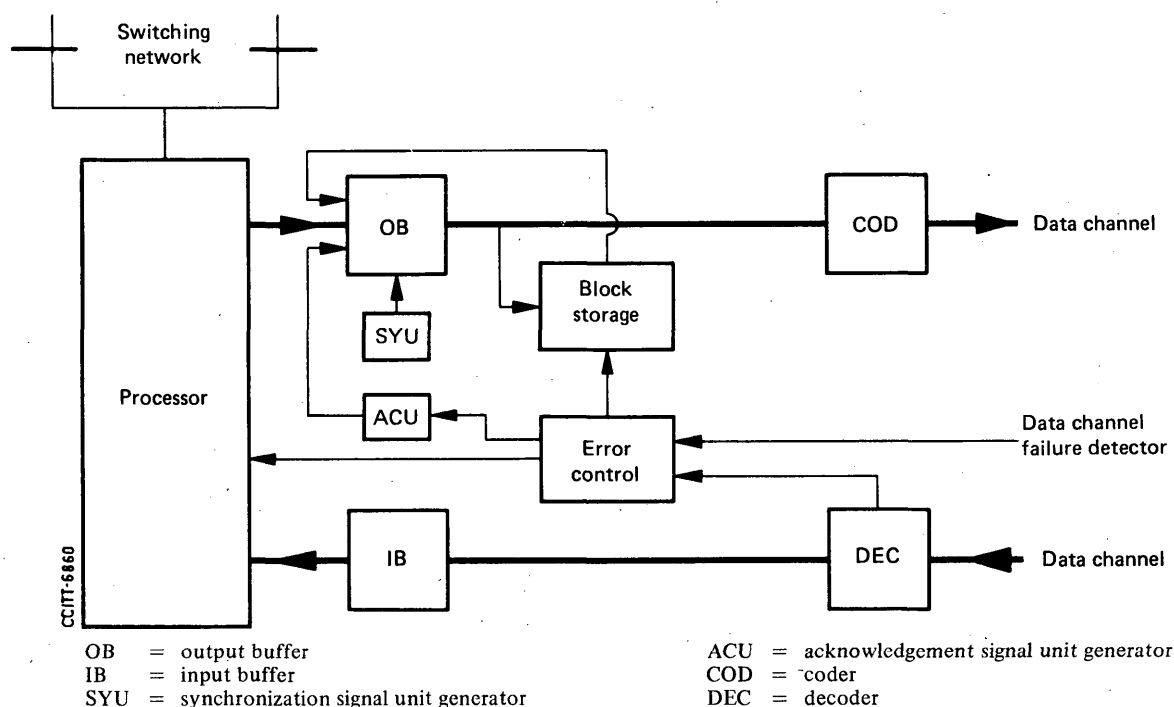 Switching
network
OB
COD
Data channel
Block
storage
SYU
Processor
ACU
Error
control
Data channel
failure detector
IB
DEC
Data channel
CCITT-6860
OB = output buffer
IB = input buffer
SYU = synchronization signal unit generator
ACU = acknowledgement signal unit generator
COD = coder
DEC = decoder